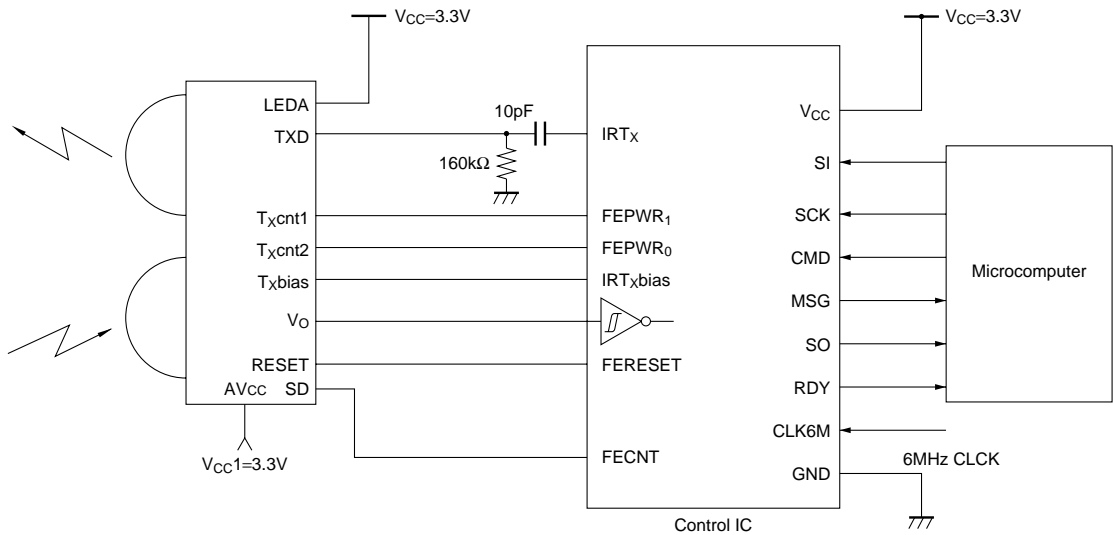 VCC=3.3V
VCC=3.3V
LEDA
TXD
10pF
160kΩ
IRTX
VCC
SI
SCK
CMD
MSG
SO
RDY
CLK6M
6MHz CLCK
GND
TXcnt1
FEPWR1
TXcnt2
FEPWR0
TXbias
IRTXbias
VO
RESET
FERESET
AVCC
SD
VCC1=3.3V
FECNT
Microcomputer
Control IC